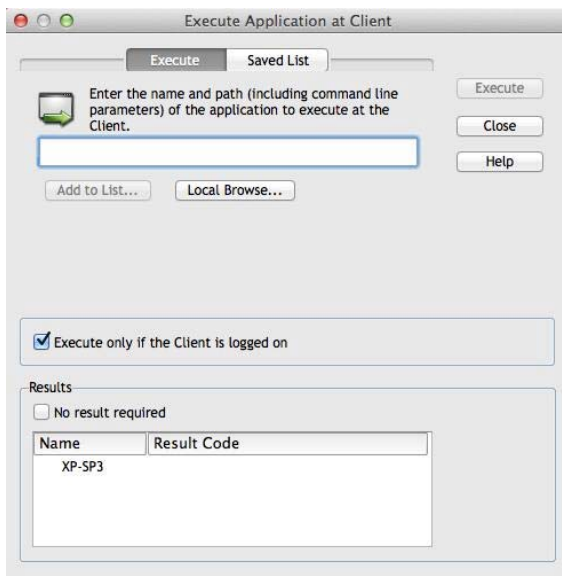 Execute Application at Client
Execute
Saved List
Enter the name and path (including command line
parameters) of the application to execute at the
Client.
Execute
Close
Help
Add to List...
Local Browse...
Execute only if the Client is logged on
Results
No result required
Name
Result Code
XP-SP3